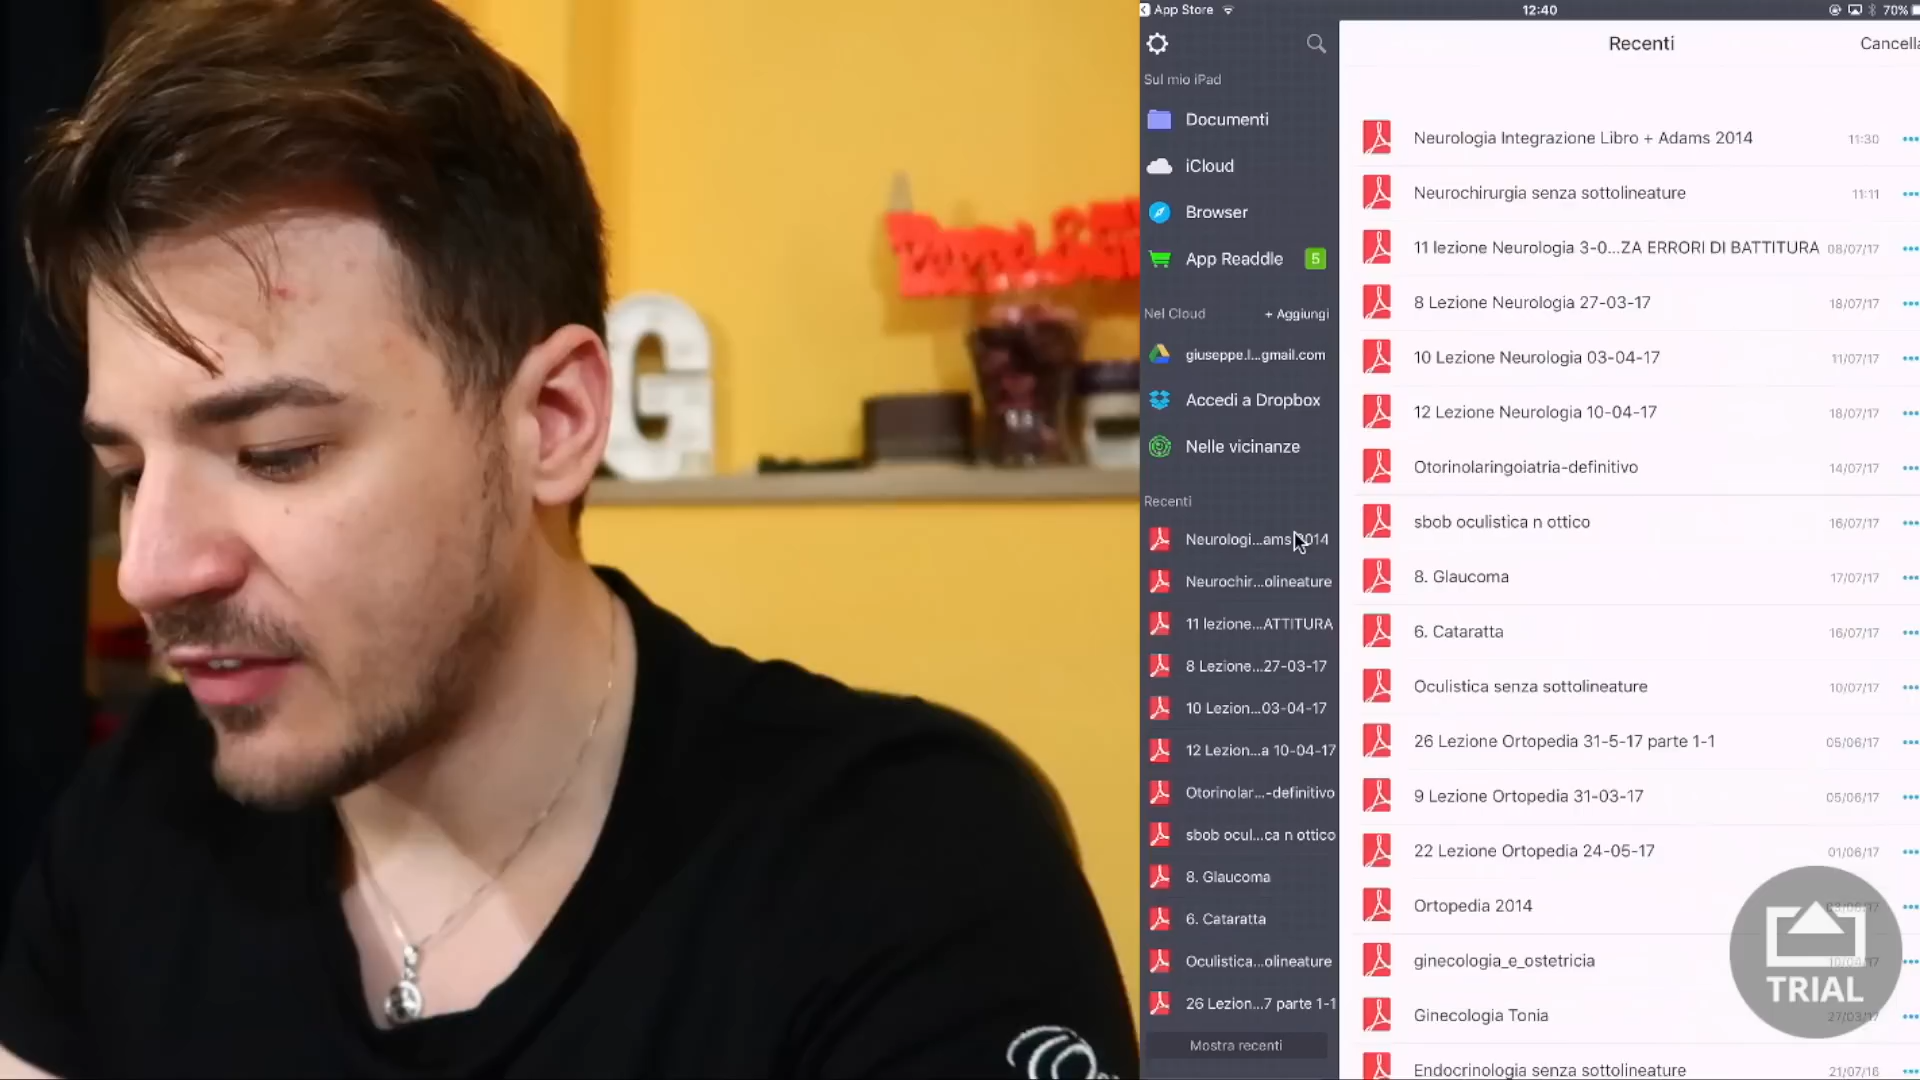 App Store
12:40
70%
Recenti
Cancella
Sul mio iPad
Documenti
iCloud
Browser
App Readdle
5
Nel Cloud
+ Aggiungi
giuseppe.l...gmail.com
Accedi a Dropbox
Nelle vicinanze
Recenti
Neurologi...ams 2014
Neurochir...olineature
11 lezione...ATTITURA
8 Lezione...27-03-17
10 Lezion...03-04-17
12 Lezion...a 10-04-17
Otorinolar...-definitivo
sbob ocul...ca n ottico
8. Glaucoma
6. Cataratta
Oculistica...olineature
26 Lezion...7 parte 1-1
Mostra recenti
Neurologia Integrazione Libro + Adams 2014
11:30
Neurochirurgia senza sottolineature
11:11
11 lezione Neurologia 3-0...ZA ERRORI DI BATTITURA
08/07/17
8 Lezione Neurologia 27-03-17
18/07/17
10 Lezione Neurologia 03-04-17
11/07/17
12 Lezione Neurologia 10-04-17
18/07/17
Otorinolaringoiatria-definitivo
14/07/17
sbob oculistica n ottico
16/07/17
8. Glaucoma
17/07/17
6. Cataratta
16/07/17
Oculistica senza sottolineature
10/07/17
26 Lezione Ortopedia 31-5-17 parte 1-1
05/06/17
9 Lezione Ortopedia 31-03-17
05/06/17
22 Lezione Ortopedia 24-05-17
01/06/17
Ortopedia 2014
03/06/17
ginecologia_e_ostetricia
10/04/17
Ginecologia Tonia
27/03/17
Endocrinologia senza sottolineature
21/07/16
TRIAL
G